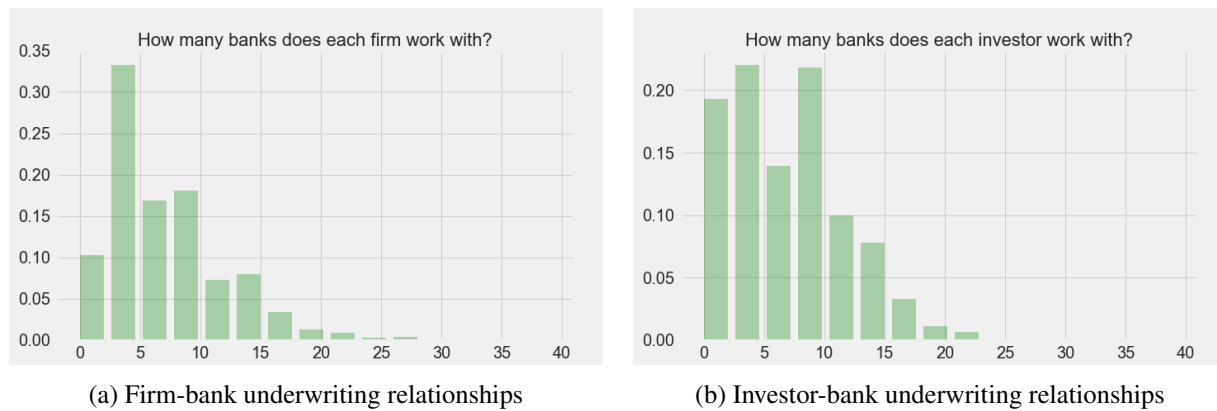 How many banks does each firm work with?
0.35
0.30
0.25
0.20
0.15
0.10
0.05
0.00
0 5 10 15 20 25 30 35 40
(a) Firm-bank underwriting relationships
How many banks does each investor work with?
0.20
0.15
0.10
0.05
0.00
0 5 10 15 20 25 30 35 40
(b) Investor-bank underwriting relationships